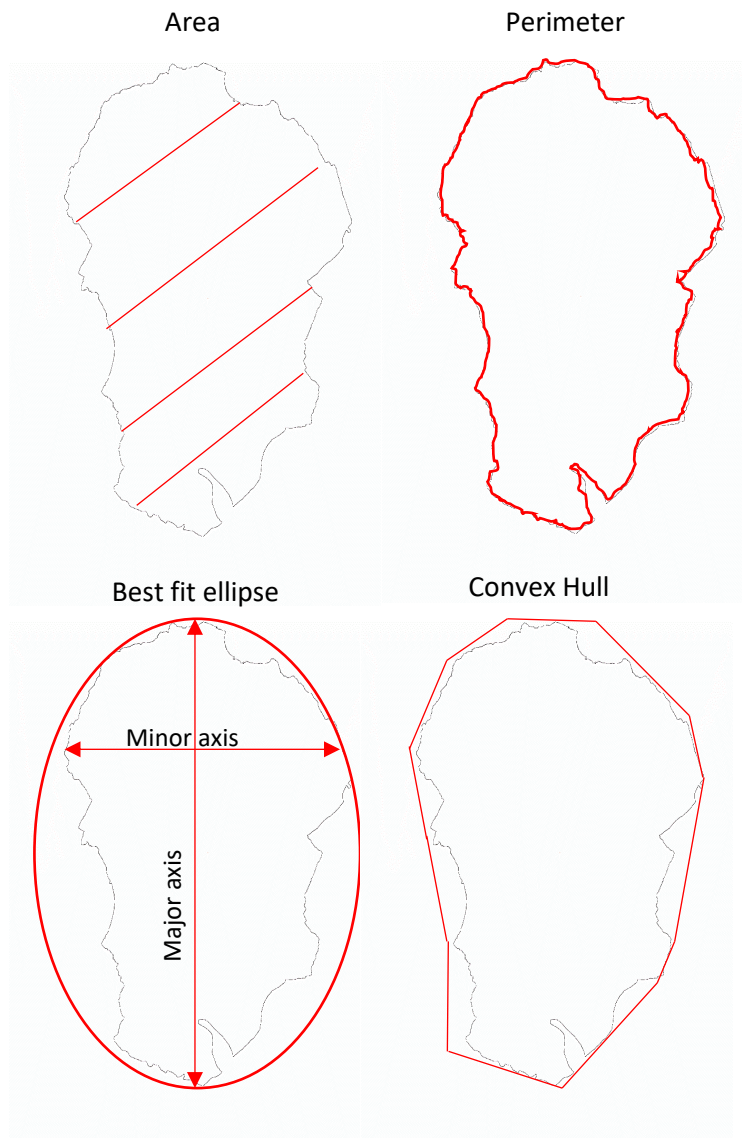 Area
Perimeter
Best fit ellipse
Convex Hull
Minor axis
Major axis